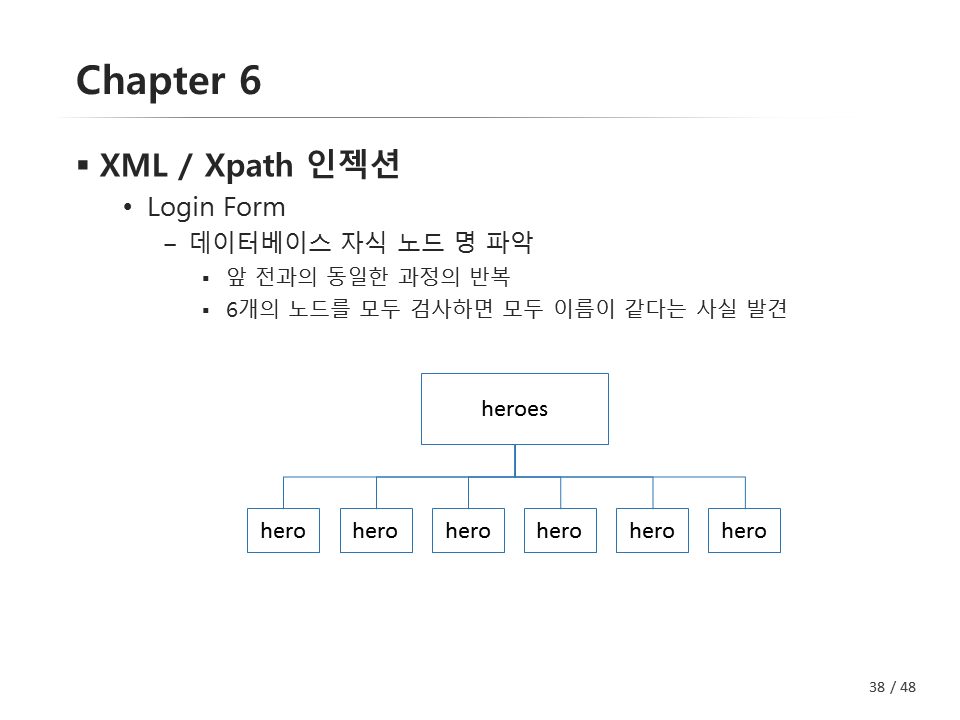 Chapter 6
▪ XML / Xpath 인젝션
• Login Form
– 데이터베이스 자식 노드 명 파악
▪ 앞 전과의 동일한 과정의 반복
▪ 6개의 노드를 모두 검사하면 모두 이름이 같다는 사실 발견
heroes
hero hero hero hero hero hero
38 / 48